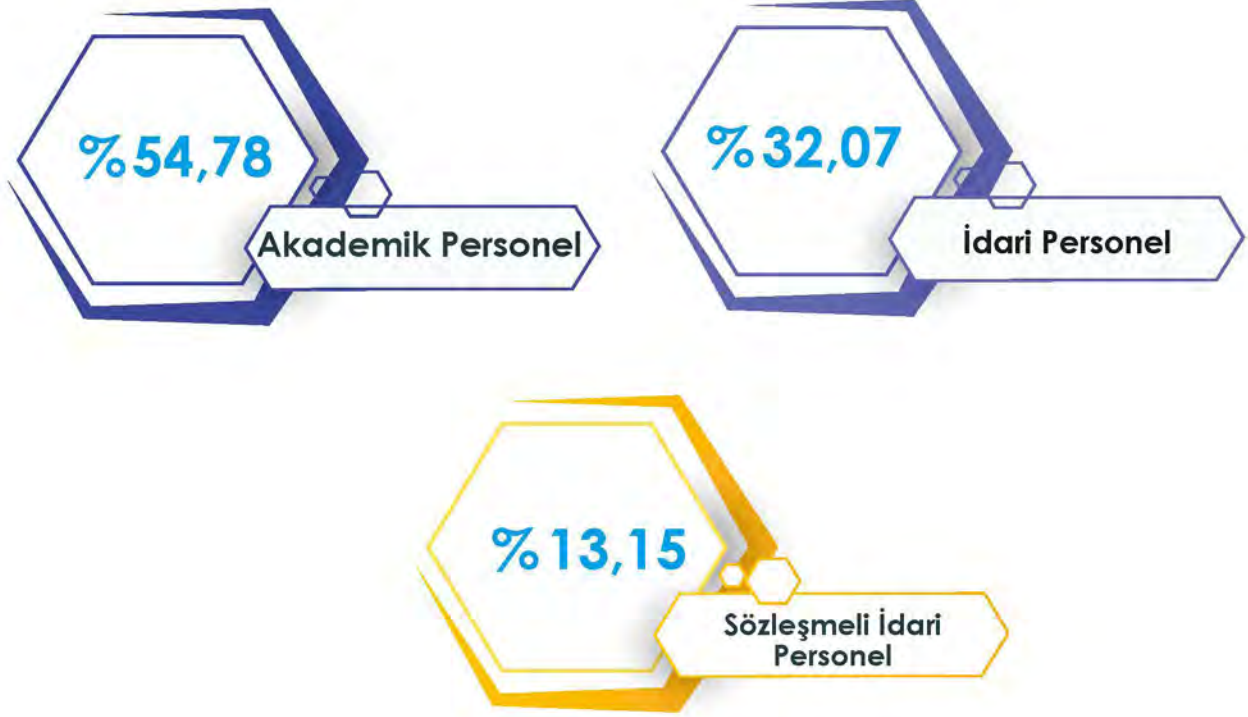 %54,78
Akademik Personel
%32,07
İdari Personel
%13,15
Sözleşmeli İdari
Personel